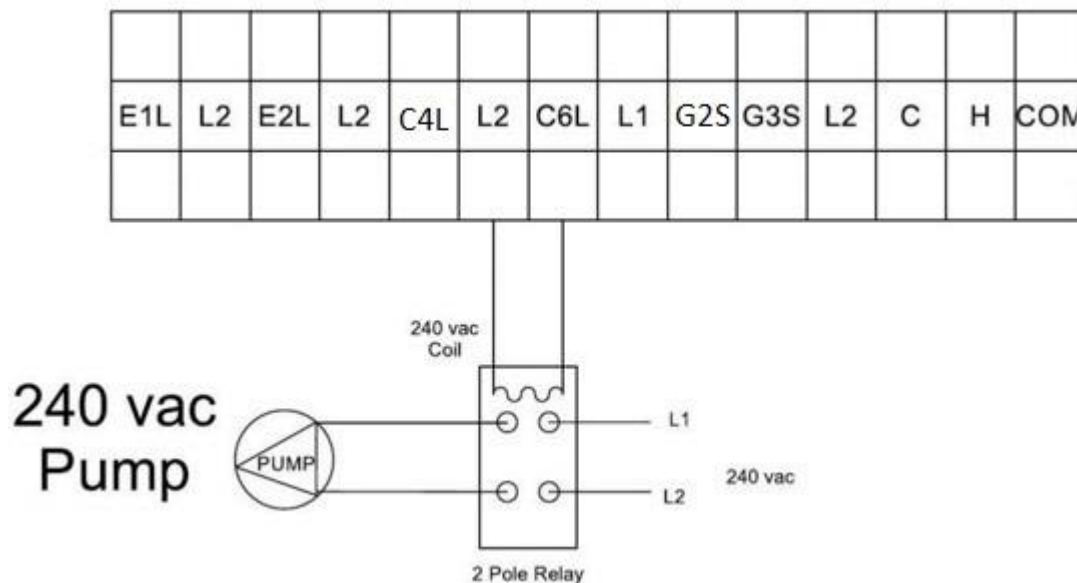 E1L L2 E2L L2 C4L L2 C6L L1 G2S G3S L2 C H COM
240 vac
Coil
240 vac
Pump
PUMP
L1
L2
240 vac
2 Pole Relay